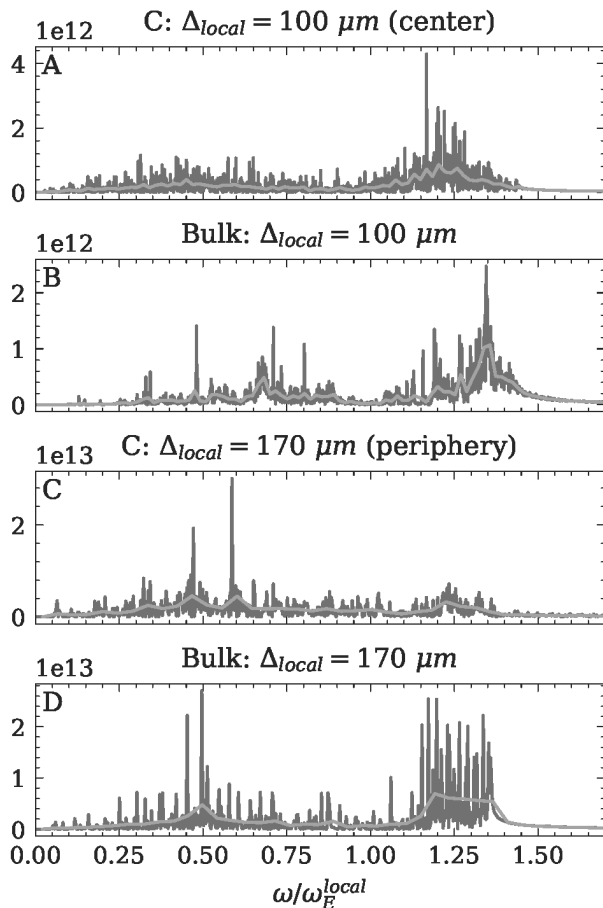 C: Δlocal = 100 μm (center)
1e12
A
4
2
0
Bulk: Δlocal = 100 μm
1e12
B
2
1
0
C: Δlocal = 170 μm (periphery)
1e13
C
2
0
Bulk: Δlocal = 170 μm
1e13
D
2
1
0
0.00 0.25 0.50 0.75 1.00 1.25 1.50
ω/ωElocal